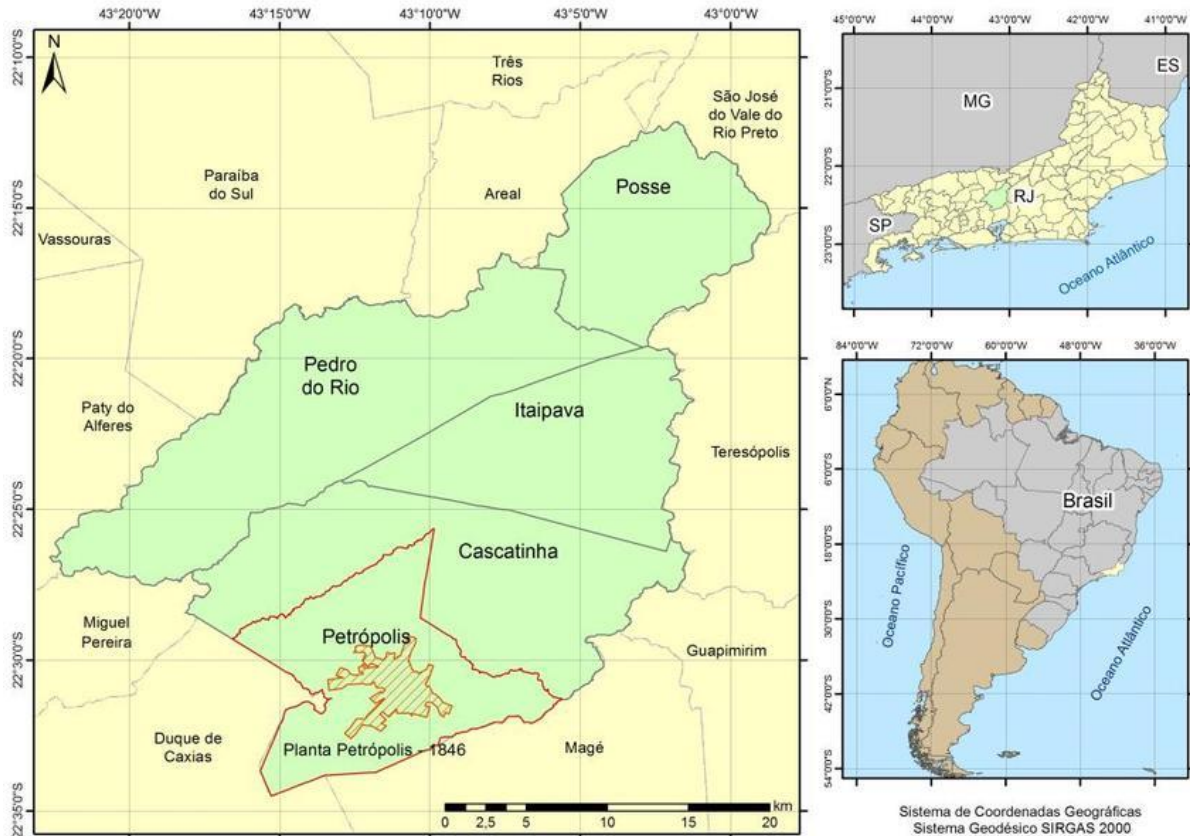 43°20'0"W
43°15'0"W
43°10'0"W
43°5'0"W
43°0'0"W
N
22°10'0"S
22°15'0"S
22°20'0"S
22°25'0"S
22°30'0"S
22°35'0"S
Três
Rios
São José
do Vale do
Rio Preto
Paraíba
do Sul
Areal
Posse
Vassouras
Pedro
do Rio
Itaipava
Paty do
Alferes
Teresópolis
Cascatinha
Miguel
Pereira
Petrópolis
Guapimirim
Duque de
Caxias
Planta Petrópolis - 1846
Magé
km
0 2,5 5 10 15 20
45°0'0"W
44°0'0"W
43°0'0"W
42°0'0"W
41°0'0"W
21°0'0"S
22°0'0"S
23°0'0"S
ES
MG
RJ
SP
Oceano Atlântico
84°0'0"W
72°0'0"W
60°0'0"W
48°0'0"W
36°0'0"W
6°0'0"N
6°0'0"S
18°0'0"S
30°0'0"S
42°0'0"S
54°0'0"S
Brasil
Oceano Pacífico
Oceano Atlântico
Sistema de Coordenadas Geográficas
Sistema Geodésico SIRGAS 2000